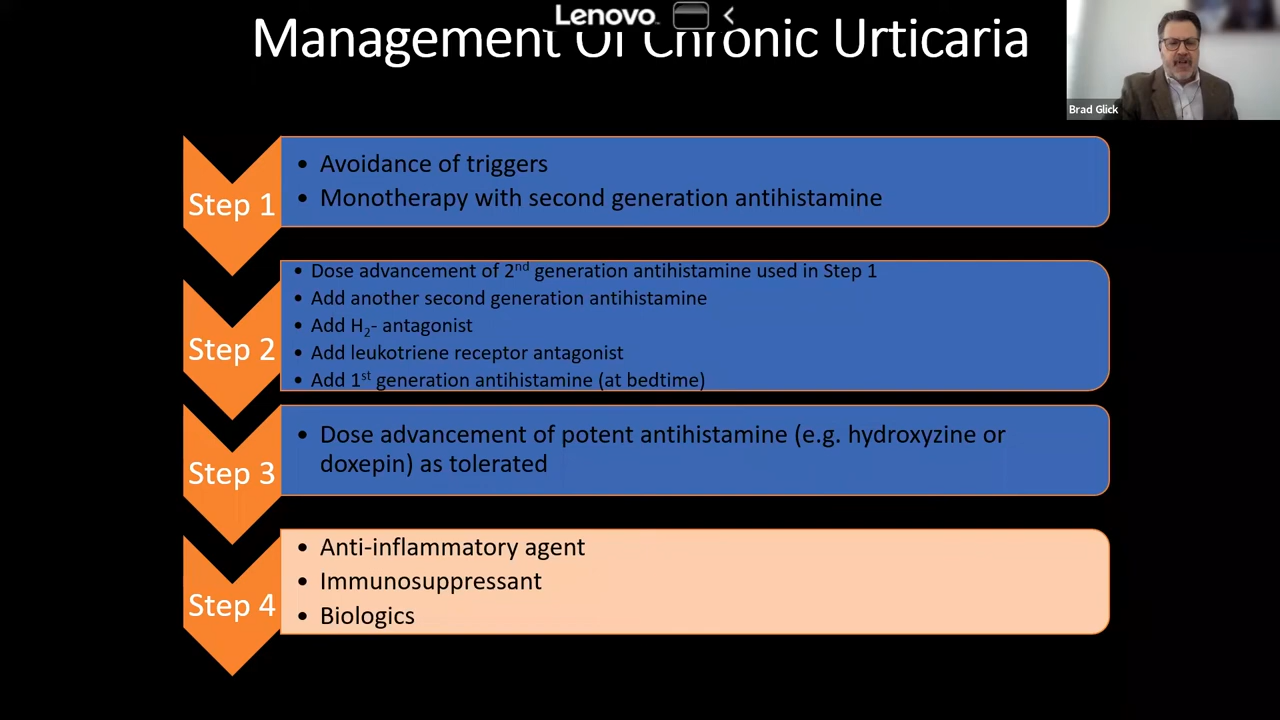 Lenovo
Management Of Chronic Urticaria
Brad Glick
Step 1
• Avoidance of triggers
• Monotherapy with second generation antihistamine
Step 2
• Dose advancement of 2nd generation antihistamine used in Step 1
• Add another second generation antihistamine
• Add H2- antagonist
• Add leukotriene receptor antagonist
• Add 1st generation antihistamine (at bedtime)
Step 3
• Dose advancement of potent antihistamine (e.g. hydroxyzine or
doxepin) as tolerated
Step 4
• Anti-inflammatory agent
• Immunosuppressant
• Biologics